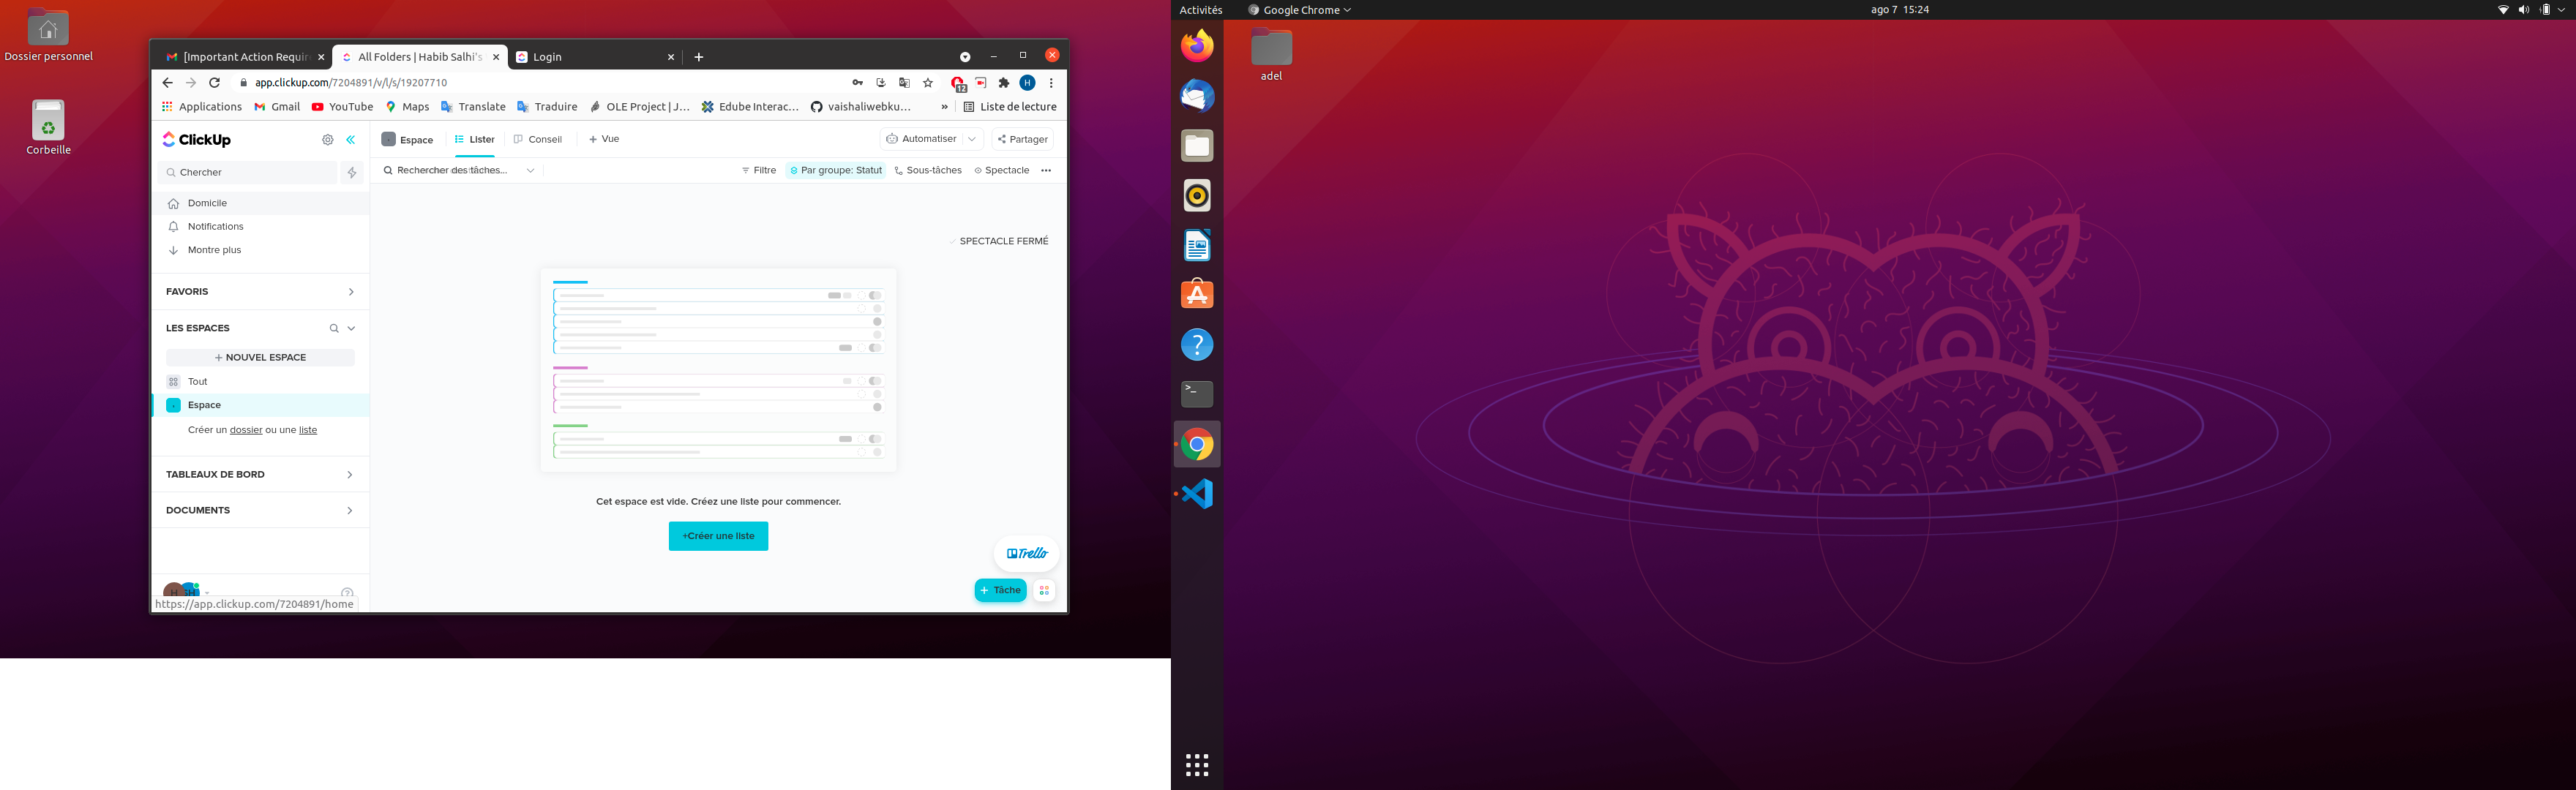 Activités
Google Chrome
ago 7 15:24
Dossier personnel
Corbeille
adel
[Important Action Require
All Folders | Habib Salhi's
Login
app.clickup.com/7204891/v/l/s/19207710
12
H
Applications
Gmail
YouTube
Maps
Translate
Traduire
OLE Project | J...
Edube Interac...
vaishaliwebku...
»
Liste de lecture
ClickUp
Espace
Lister
Conseil
+ Vue
Automatiser
Partager
Chercher
Rechercher des tâches...
Filtre
Par groupe: Statut
Sous-tâches
Spectacle
Domicile
Notifications
Montre plus
SPECTACLE FERMÉ
FAVORIS
LES ESPACES
+ NOUVEL ESPACE
Tout
Espace
Créer un dossier ou une liste
TABLEAUX DE BORD
DOCUMENTS
Cet espace est vide. Créez une liste pour commencer.
+Créer une liste
Trello
+ Tâche
https://app.clickup.com/7204891/home